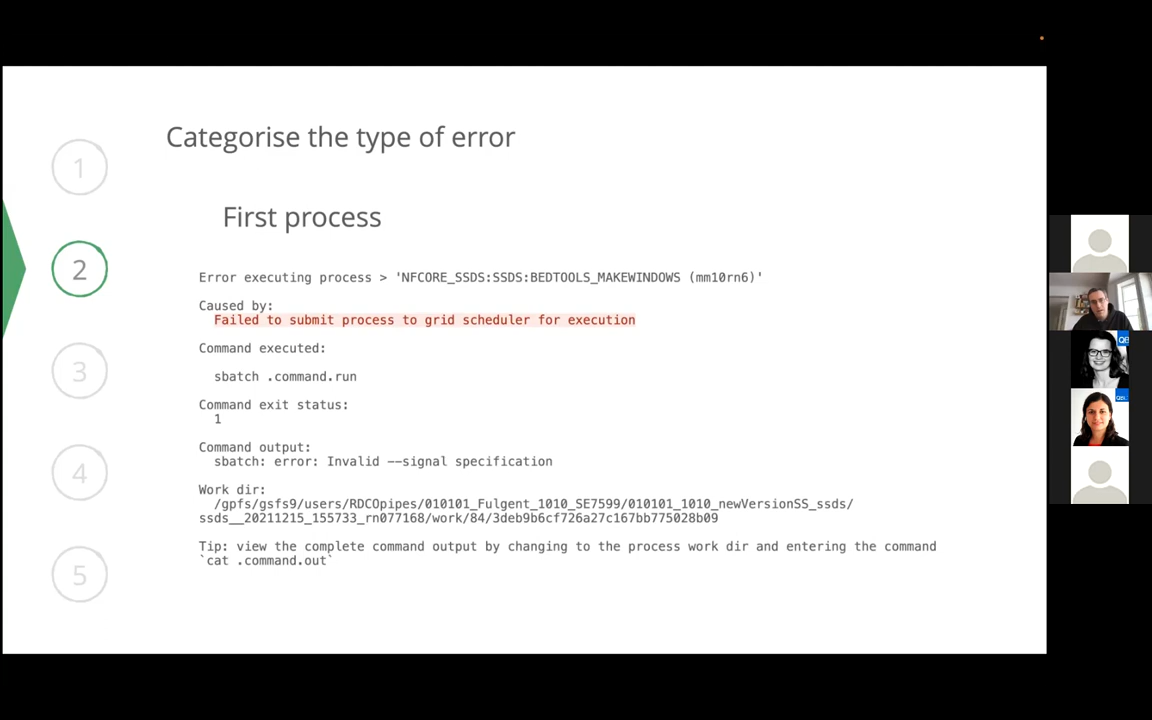 Categorise the type of error
1
First process
2
Error executing process > 'NFCORE_SSDS:SSDS:BEDTOOLS_MAKEWINDOWS (mm10rn6)'
Caused by:
Failed to submit process to grid scheduler for execution
Command executed:
3
sbatch .command.run
Command exit status:
1
Command output:
sbatch: error: Invalid --signal specification
4
Work dir:
/gpfs/gsfs9/users/RDCOpipes/010101_Fulgent_1010_SE7599/010101_1010_newVersionSS_ssds/
ssds__20211215_155733_rn077168/work/84/3deb9b6cf726a27c167bb775028b09
Tip: view the complete command output by changing to the process work dir and entering the command
`cat .command.out`
5